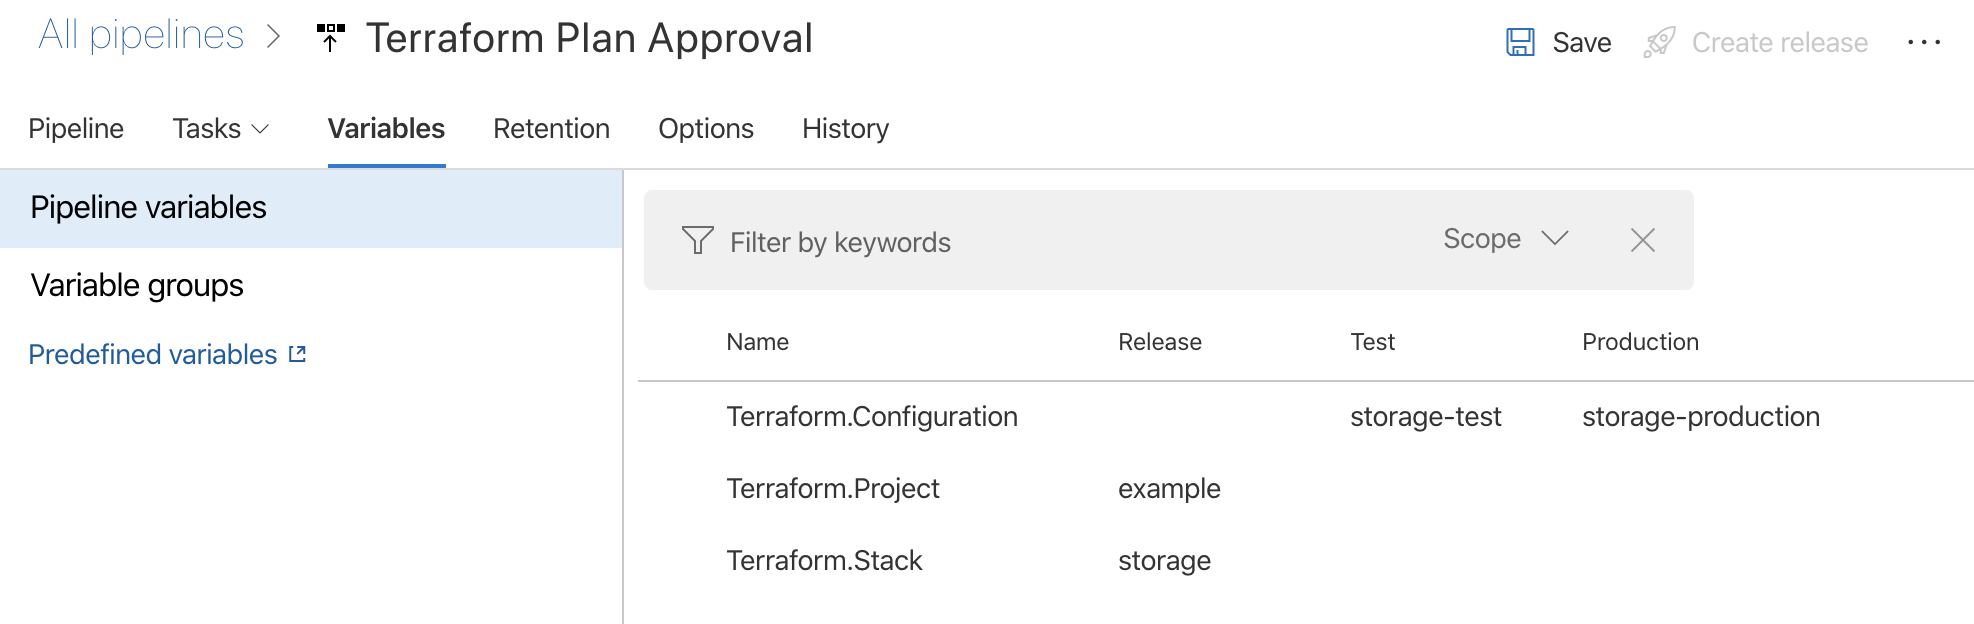 All pipelines > Terraform Plan Approval
Save Create release ...
Pipeline Tasks Variables Retention Options History
Pipeline variables
Variable groups
Predefined variables
Filter by keywords Scope
Name Release Test Production
Terraform.Configuration storage-test storage-production
Terraform.Project example
Terraform.Stack storage